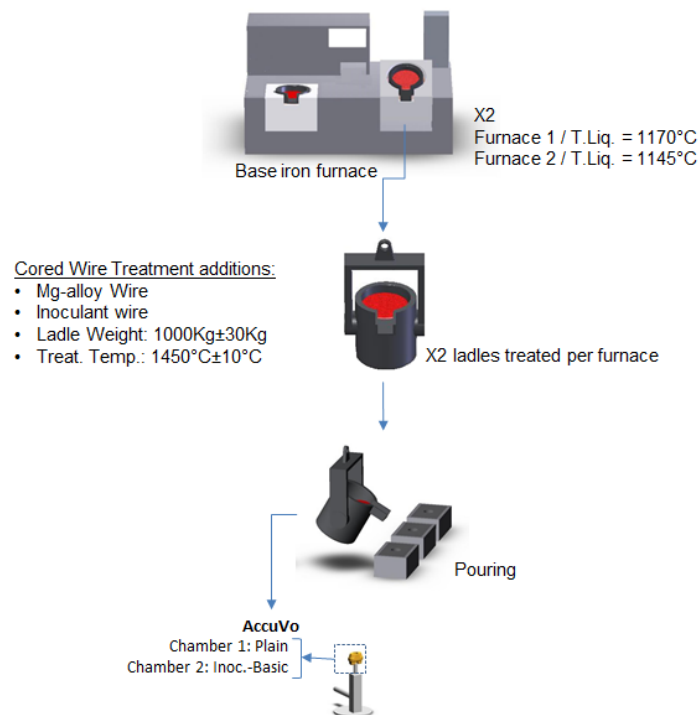 X2
Furnace 1 / T.Liq. = 1170°C
Furnace 2 / T.Liq. = 1145°C
Base iron furnace
Cored Wire Treatment additions:
• Mg-alloy Wire
• Inoculant wire
• Ladle Weight: 1000Kg±30Kg
• Treat. Temp.: 1450°C±10°C
X2 ladles treated per furnace
Pouring
AccuVo
Chamber 1: Plain
Chamber 2: Inoc.-Basic